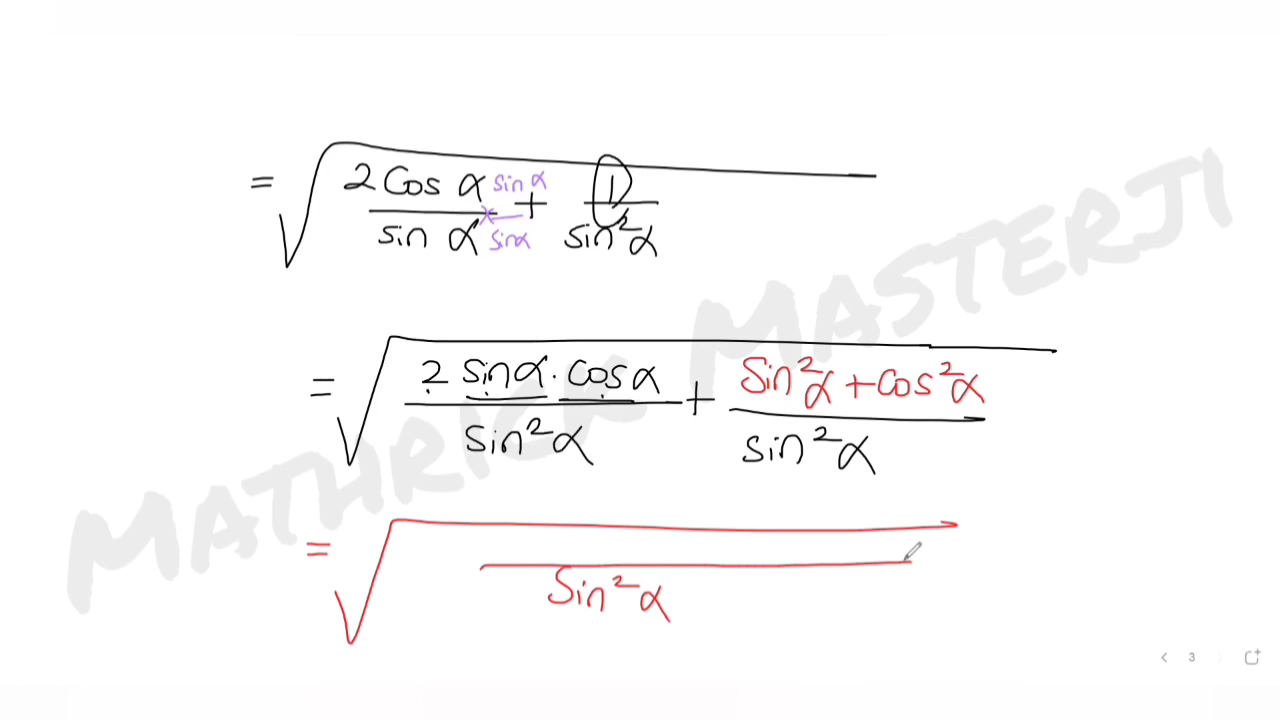 = √(2 Cos α / sin α × sin α / sin α + 1 / sin²α)
= √(2 sin α . cos α / sin²α + Sin²α + cos²α / sin²α)
= √( / Sin²α)
MATHRICK MASTERJI
< 3